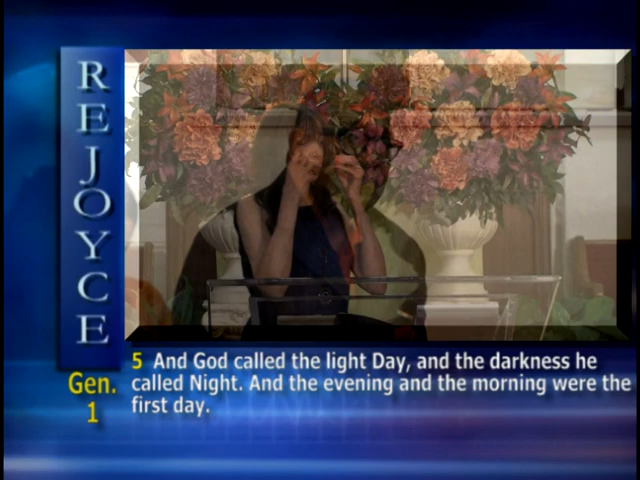 REJOYCE
Gen.
1
5 And God called the light Day, and the darkness he
called Night. And the evening and the morning were the
first day.